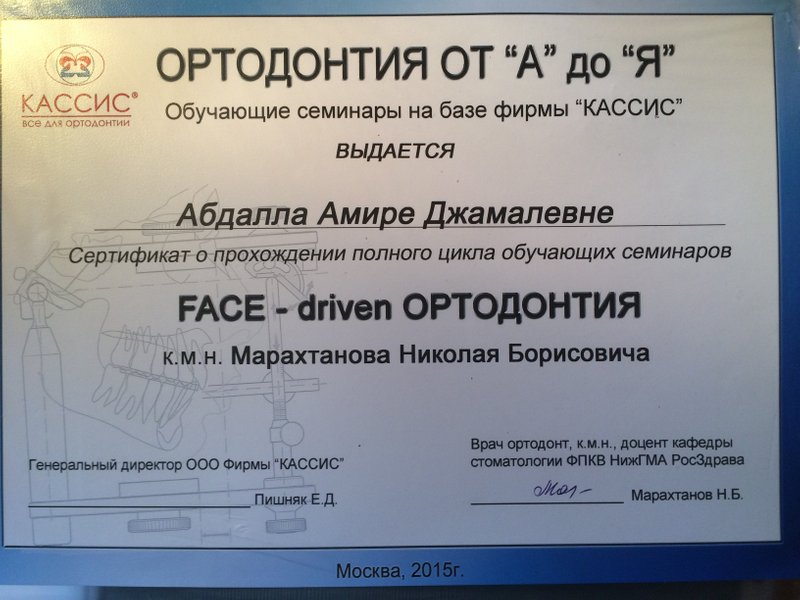 КАССИС®
все для ортодонтии
ОРТОДОНТИЯ ОТ “А” до “Я”
Обучающие семинары на базе фирмы “КАССИС”
ВЫДАЕТСЯ
Абдалла Амире Джамалевне
Сертификат о прохождении полного цикла обучающих семинаров
FACE - driven ОРТОДОНТИЯ
к.м.н. Марахтанова Николая Борисовича
Генеральный директор ООО Фирмы “КАССИС”
Пишняк Е.Д.
Врач ортодонт, к.м.н., доцент кафедры
стоматологии ФПКВ НижГМА РосЗдрава
Марахтанов Н.Б.
Москва, 2015г.